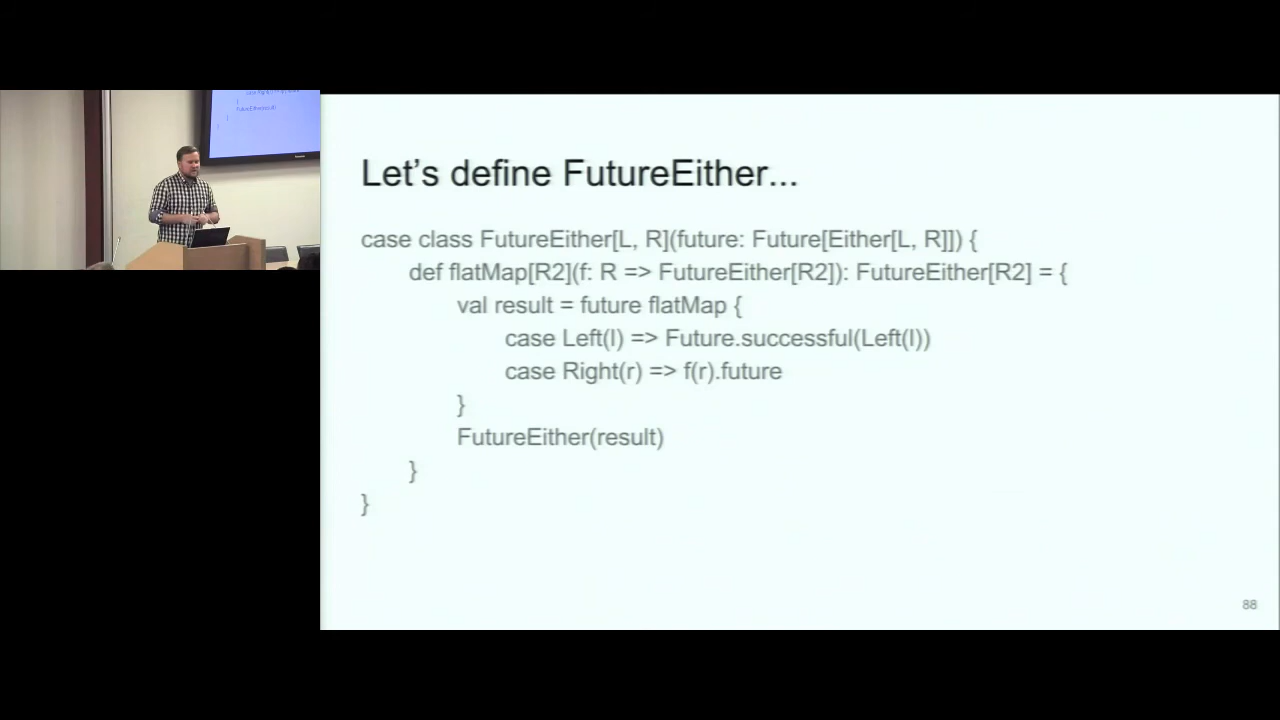 Let's define FutureEither...
case class FutureEither[L, R](future: Future[Either[L, R]]) {
def flatMap[R2](f: R => FutureEither[R2]): FutureEither[R2] = {
val result = future flatMap {
case Left(l) => Future.successful(Left(l))
case Right(r) => f(r).future
}
FutureEither(result)
}
}
88